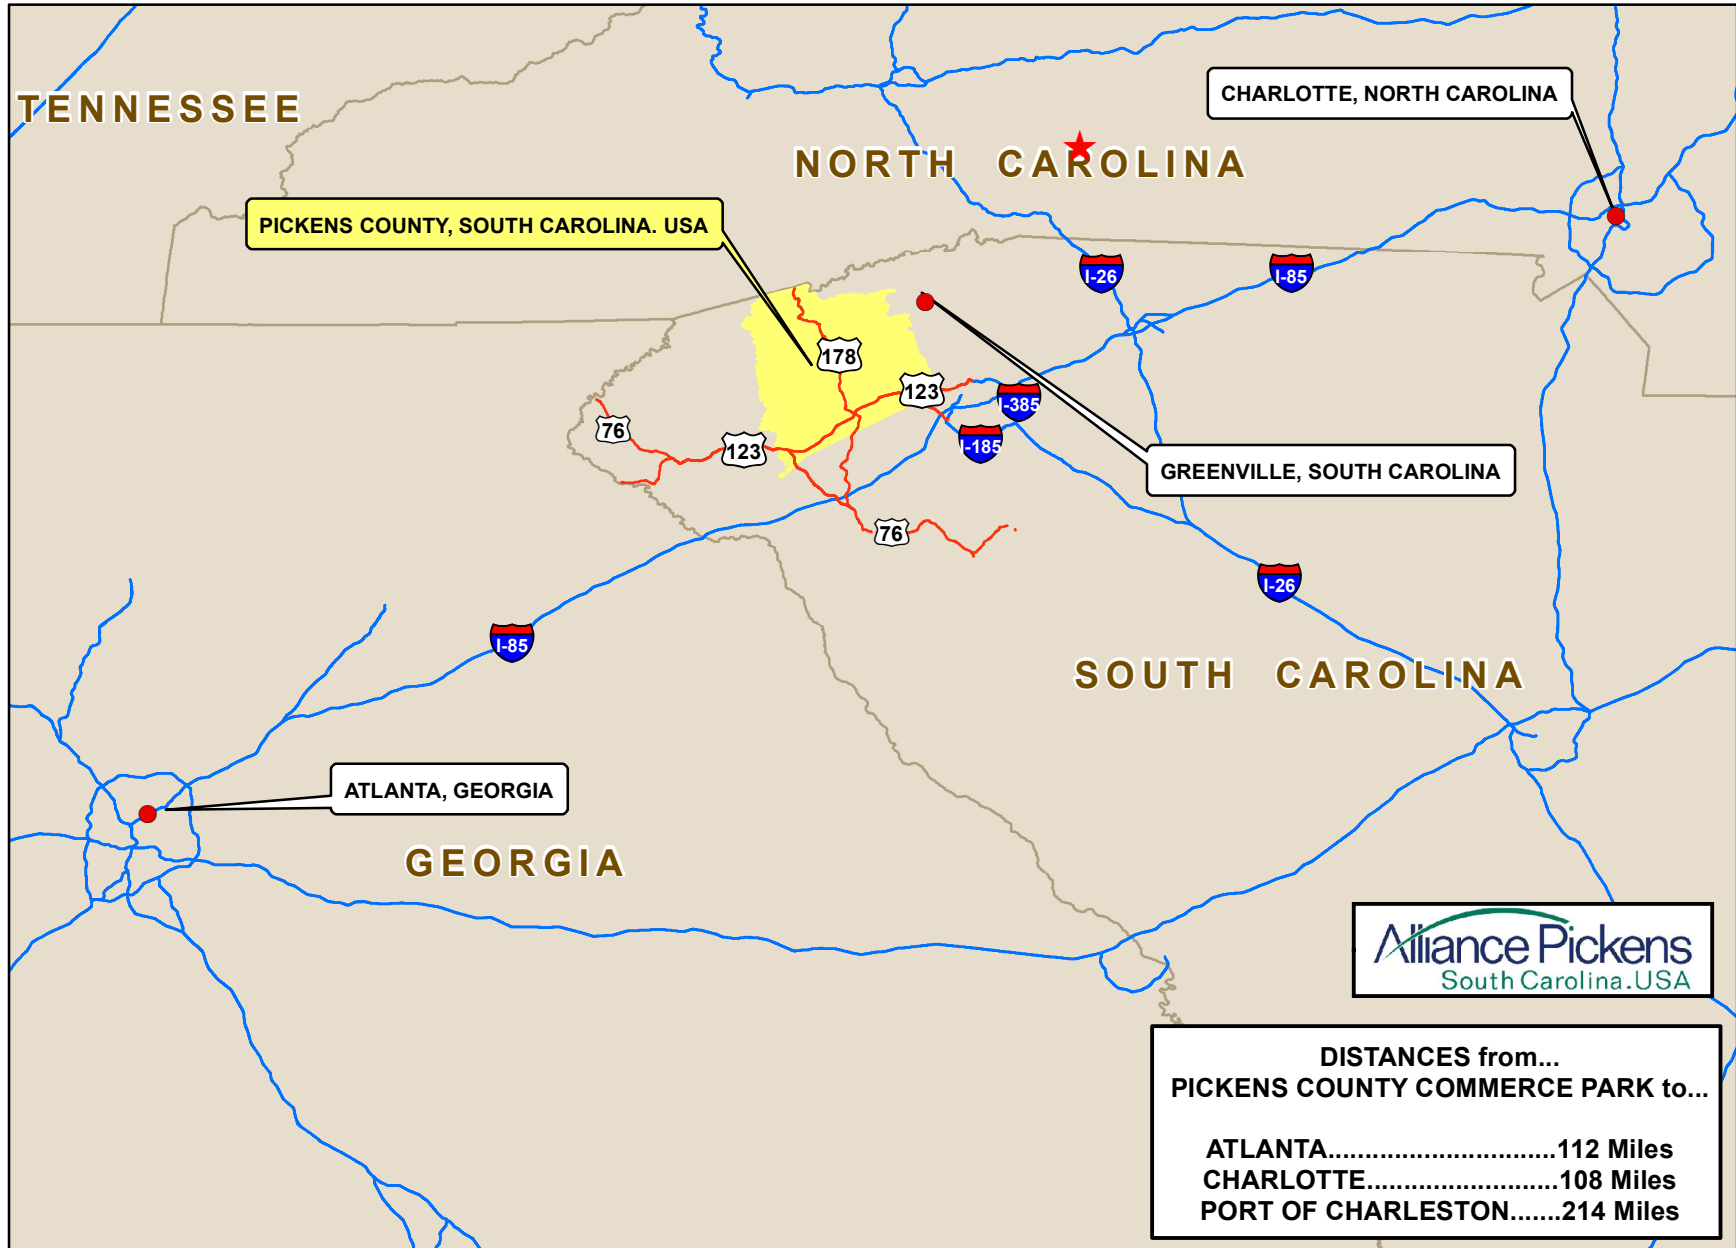 TENNESSEE
CHARLOTTE, NORTH CAROLINA
NORTH CAROLINA
PICKENS COUNTY, SOUTH CAROLINA. USA
I-26
I-85
178
123
I-385
76
123
I-185
GREENVILLE, SOUTH CAROLINA
76
I-26
I-85
SOUTH CAROLINA
ATLANTA, GEORGIA
GEORGIA
Alliance Pickens
South Carolina.USA
DISTANCES from...
PICKENS COUNTY COMMERCE PARK to...
ATLANTA...............................112 Miles
CHARLOTTE..........................108 Miles
PORT OF CHARLESTON.......214 Miles